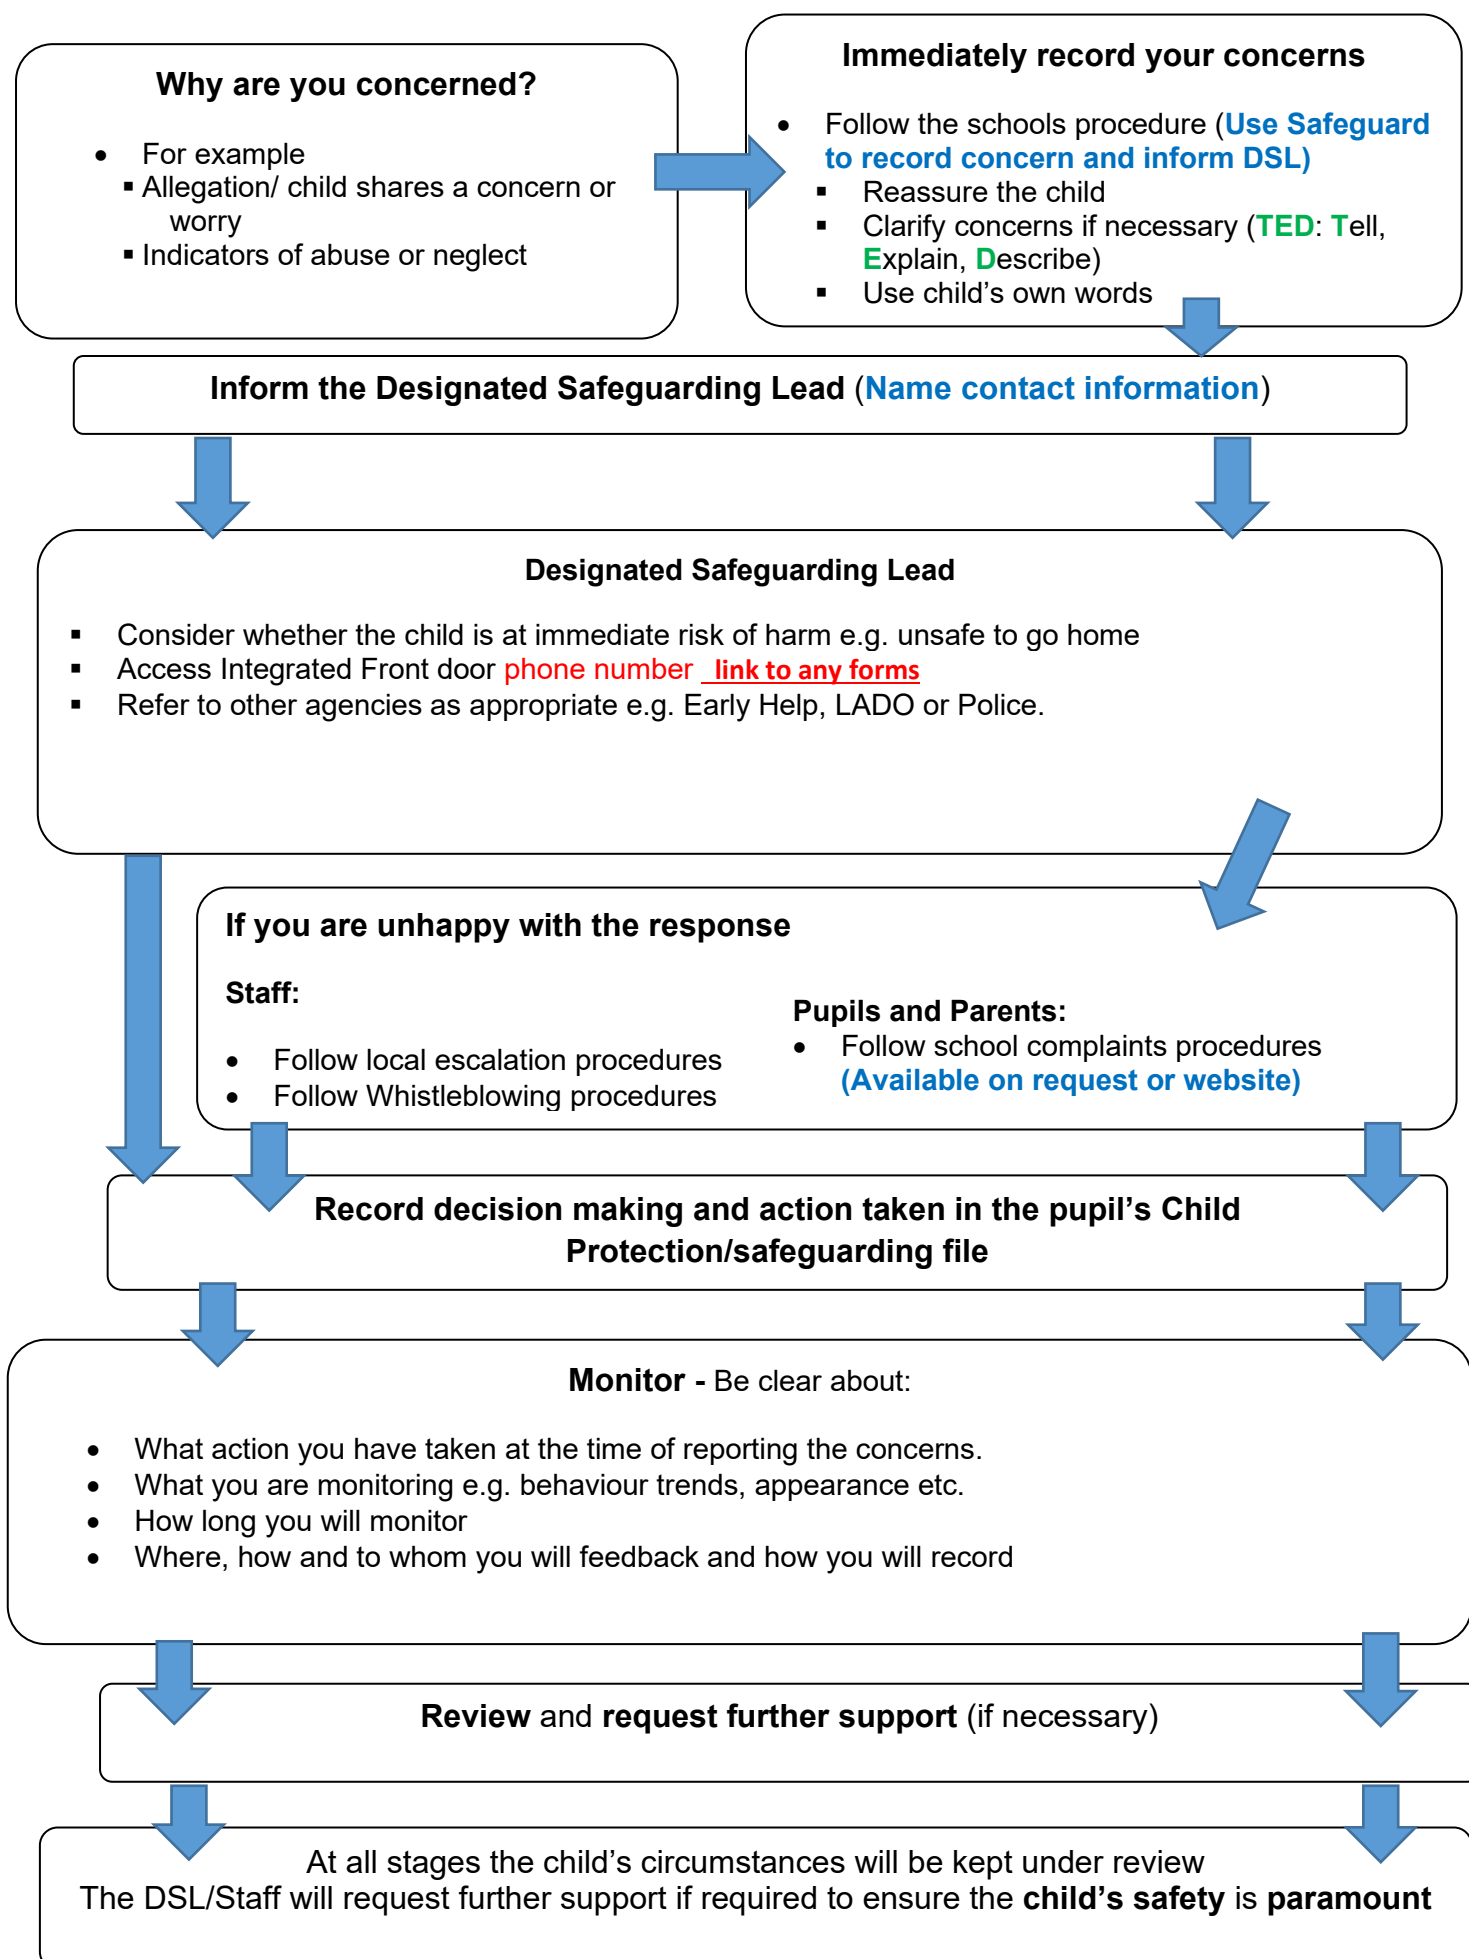 Why are you concerned?
• For example
▪ Allegation/ child shares a concern or
worry
▪ Indicators of abuse or neglect
Immediately record your concerns
• Follow the schools procedure (Use Safeguard
to record concern and inform DSL)
▪ Reassure the child
▪ Clarify concerns if necessary (TED: Tell,
Explain, Describe)
▪ Use child’s own words
Inform the Designated Safeguarding Lead (Name contact information)
Designated Safeguarding Lead
▪ Consider whether the child is at immediate risk of harm e.g. unsafe to go home
▪ Access Integrated Front door phone number link to any forms
▪ Refer to other agencies as appropriate e.g. Early Help, LADO or Police.
If you are unhappy with the response
Staff:
• Follow local escalation procedures
• Follow Whistleblowing procedures
Pupils and Parents:
• Follow school complaints procedures
(Available on request or website)
Record decision making and action taken in the pupil’s Child
Protection/safeguarding file
Monitor - Be clear about:
• What action you have taken at the time of reporting the concerns.
• What you are monitoring e.g. behaviour trends, appearance etc.
• How long you will monitor
• Where, how and to whom you will feedback and how you will record
Review and request further support (if necessary)
At all stages the child’s circumstances will be kept under review
The DSL/Staff will request further support if required to ensure the child’s safety is paramount